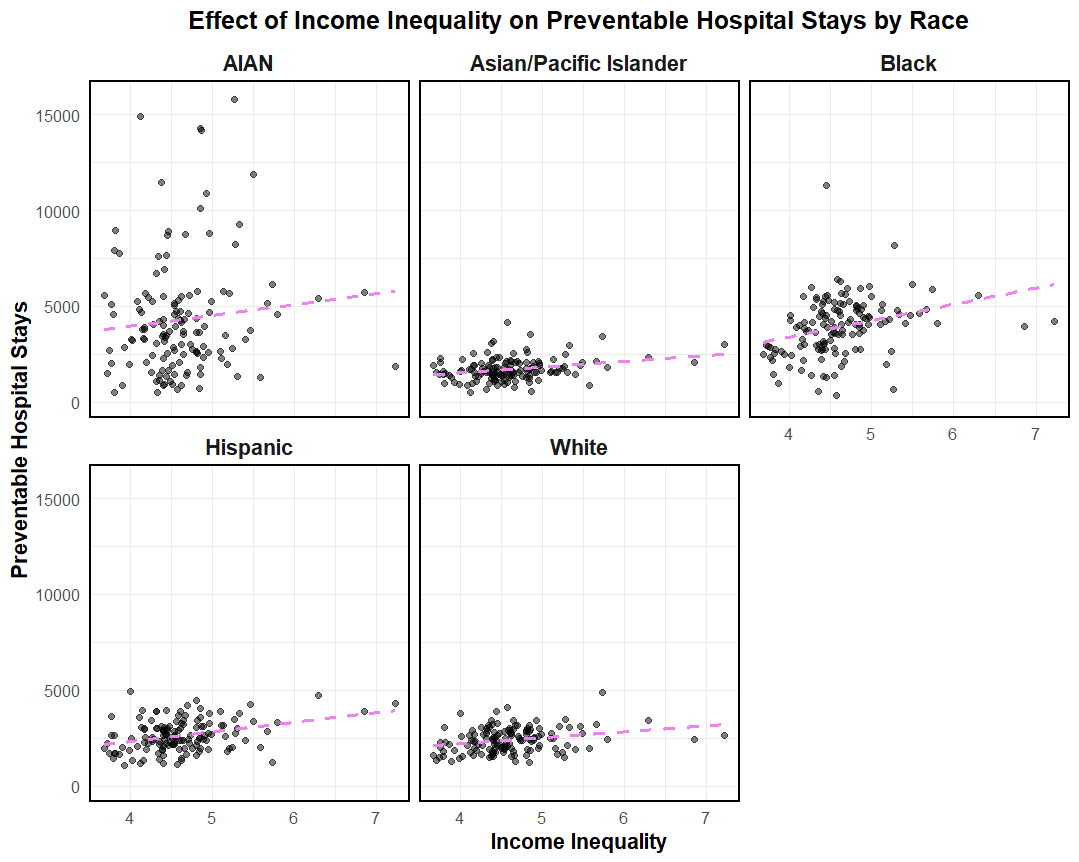 Effect of Income Inequality on Preventable Hospital Stays by Race
AIAN
Asian/Pacific Islander
Black
15000
10000
5000
0
4 5 6 7
Hispanic
White
15000
10000
5000
0
4 5 6 7
4 5 6 7
Preventable Hospital Stays
Income Inequality